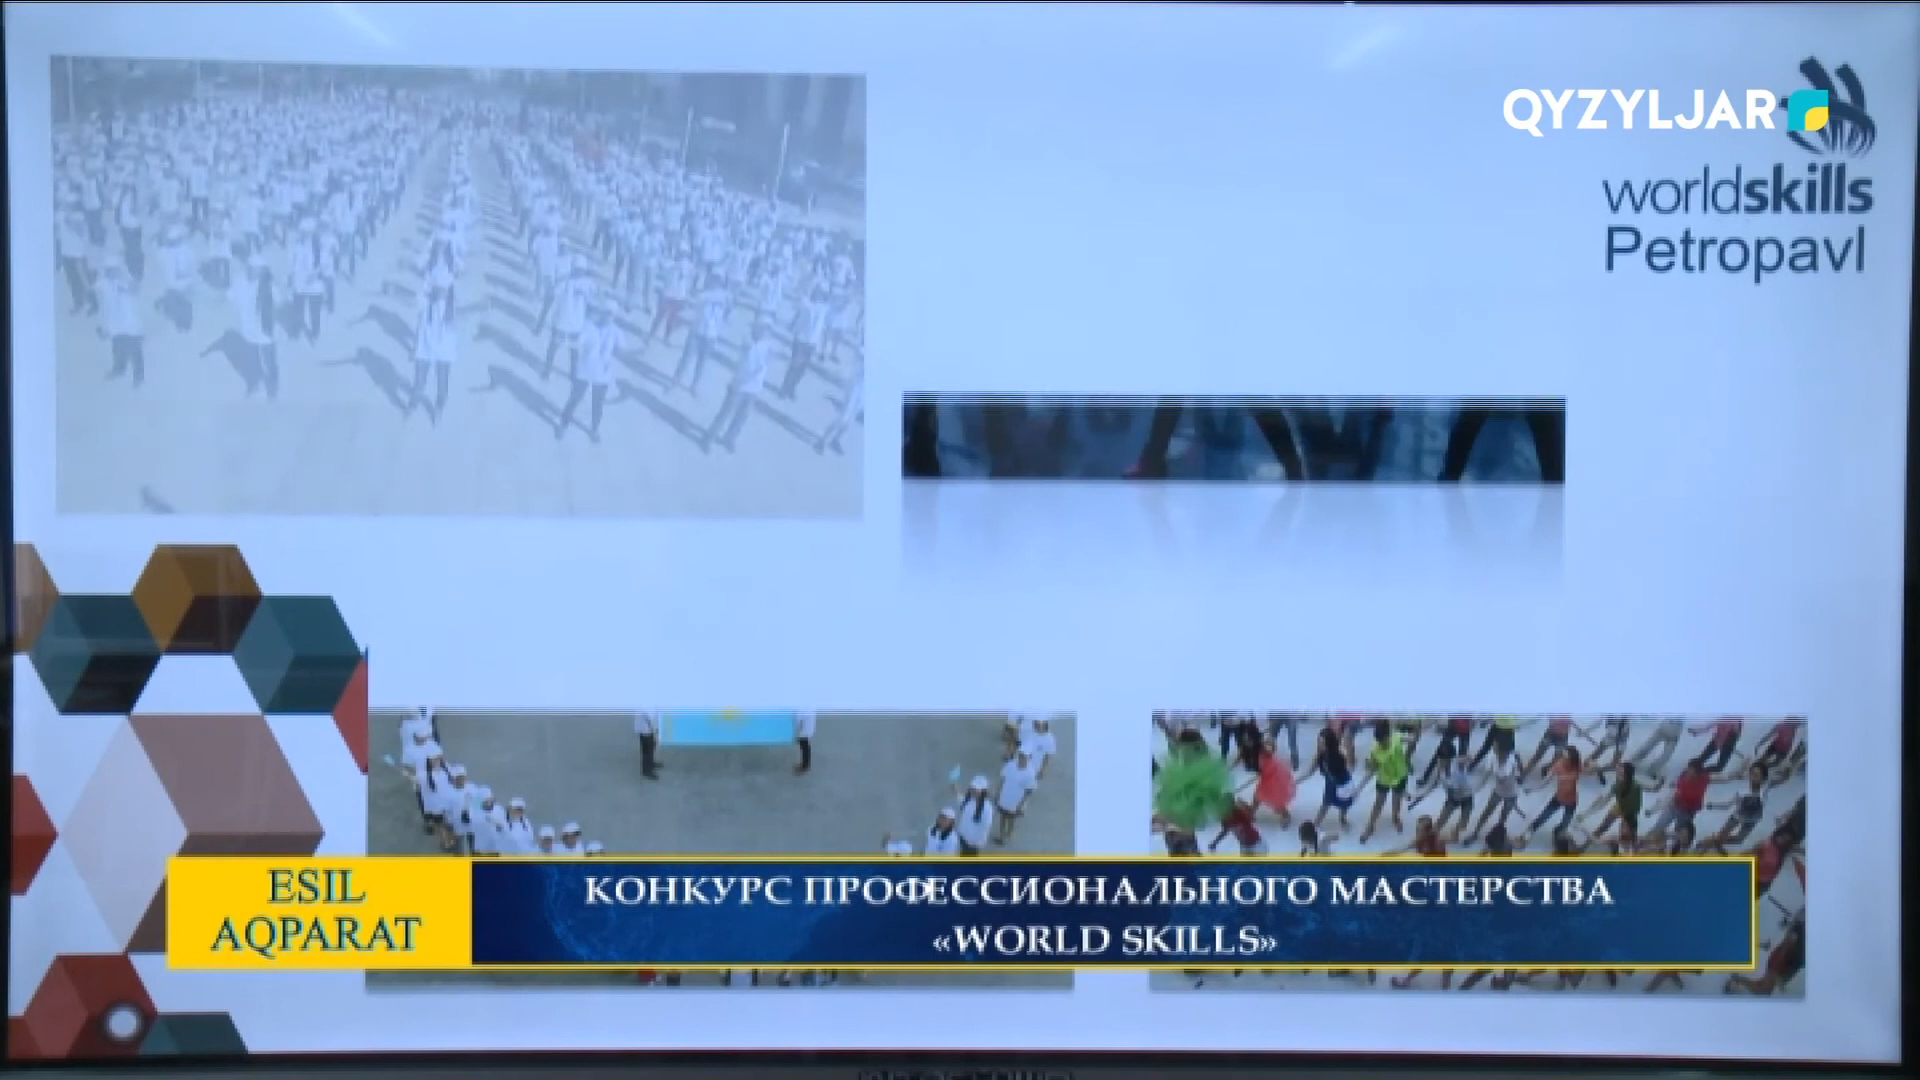 QYZYLJAR
worldskills
Petropavl
ESIL
AQPARAT
КОНКУРС ПРОФЕССИОНАЛЬНОГО МАСТЕРСТВА
«WORLD SKILLS»